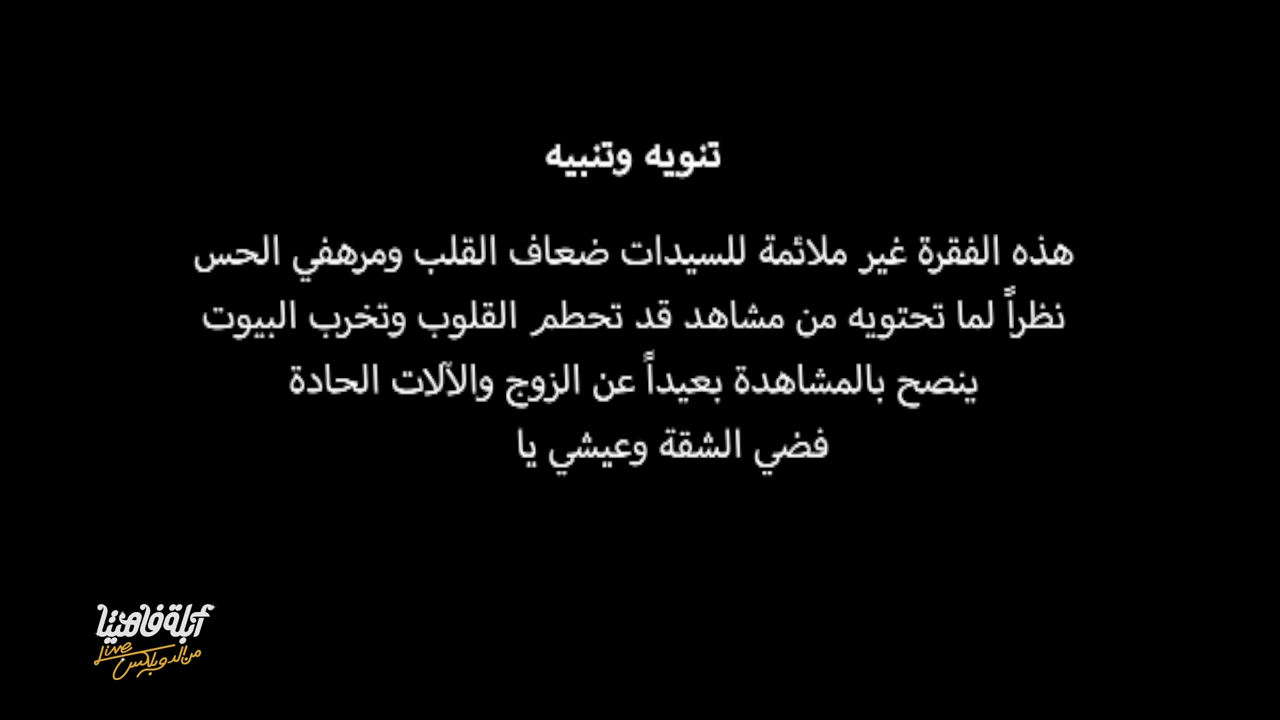 تنويه وتنبيه
هذه الفقرة غير ملائمة للسيدات ضعاف القلب ومرهفي الحس
نظراً لما تحتويه من مشاهد قد تحطم القلوب وتخرب البيوت
ينصح بالمشاهدة بعيداً عن الزوج والآلات الحادة
فضي الشقة وعيشي يا
أبلة فاهيتا
live
من الدوبلكس